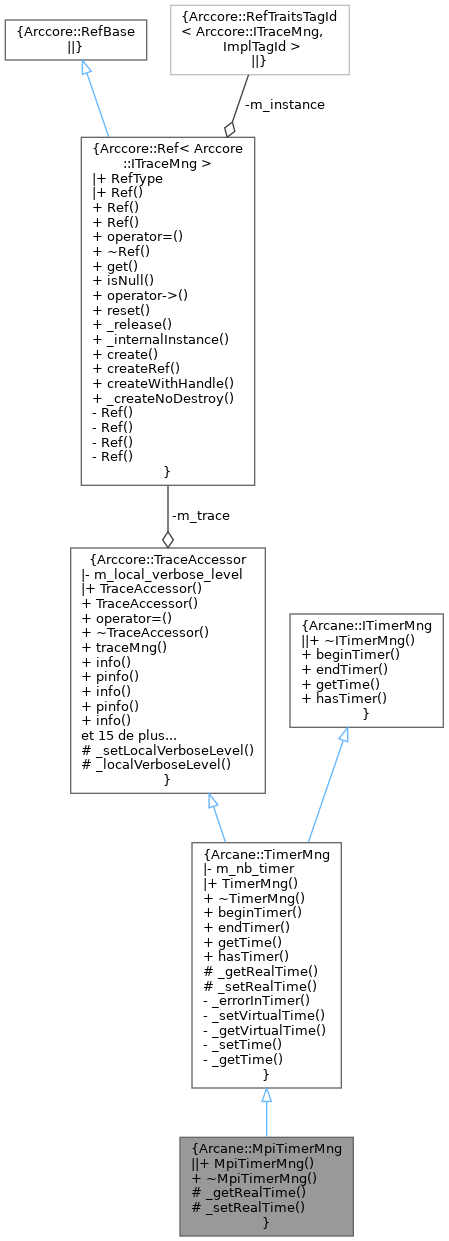 {Arccore::RefBase
||}
{Arccore::RefTraitsTagId
< Arccore::ITraceMng,
ImplTagId >
||}
-m_instance
{Arccore::Ref< Arccore
::ITraceMng >
|+ RefType
|+ Ref()
+ Ref()
+ Ref()
+ operator=()
+ ~Ref()
+ get()
+ isNull()
+ operator->()
+ reset()
+ _release()
+ _internalInstance()
+ create()
+ createRef()
+ createWithHandle()
+ _createNoDestroy()
- Ref()
- Ref()
- Ref()
- Ref()
}
-m_trace
{Arccore::TraceAccessor
|- m_local_verbose_level
|+ TraceAccessor()
+ TraceAccessor()
+ operator=()
+ ~TraceAccessor()
+ traceMng()
+ info()
+ pinfo()
+ info()
+ pinfo()
+ info()
et 15 de plus...
# _setLocalVerboseLevel()
# _localVerboseLevel()
}
{Arcane::ITimerMng
||+ ~ITimerMng()
+ beginTimer()
+ endTimer()
+ getTime()
+ hasTimer()
}
{Arcane::TimerMng
|- m_nb_timer
|+ TimerMng()
+ ~TimerMng()
+ beginTimer()
+ endTimer()
+ getTime()
+ hasTimer()
# _getRealTime()
# _setRealTime()
- _errorInTimer()
- _setVirtualTime()
- _getVirtualTime()
- _setTime()
- _getTime()
}
{Arcane::MpiTimerMng
||+ MpiTimerMng()
+ ~MpiTimerMng()
# _getRealTime()
# _setRealTime()
}